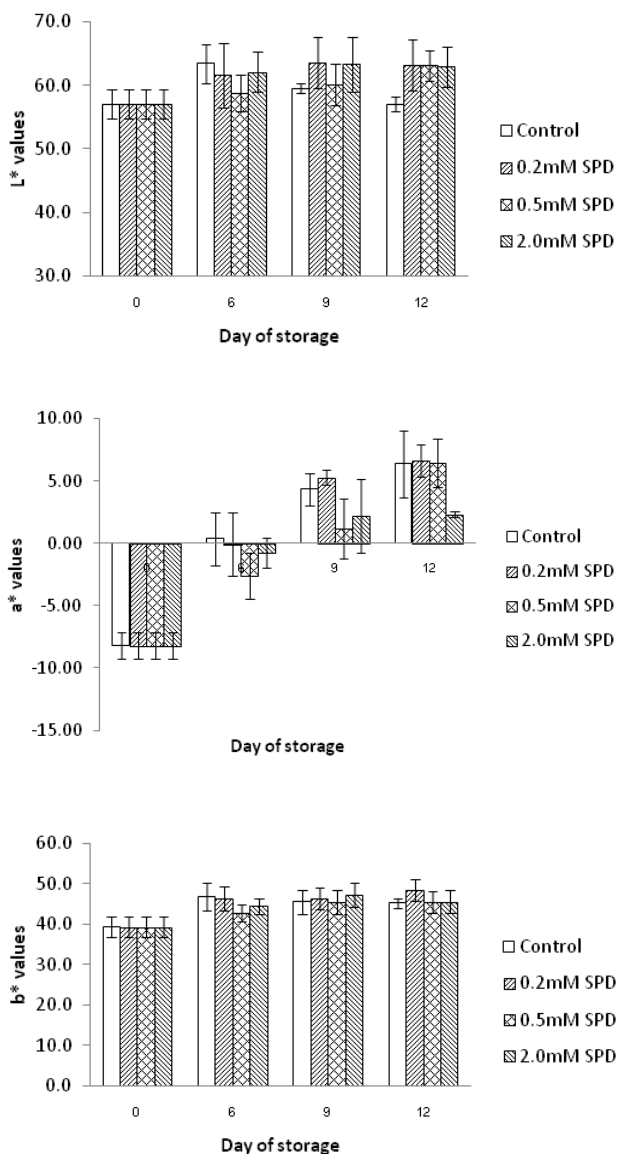 70.0
60.0
50.0
40.0
30.0
L* values
0 6 9 12
Day of storage
Control
0.2mM SPD
0.5mM SPD
2.0mM SPD
10.00
5.00
0.00
-5.00
-10.00
-15.00
a* values
0 6 9 12
Day of storage
Control
0.2mM SPD
0.5mM SPD
2.0mM SPD
60.0
50.0
40.0
30.0
20.0
10.0
0.0
b* values
0 6 9 12
Day of storage
Control
0.2mM SPD
0.5mM SPD
2.0mM SPD